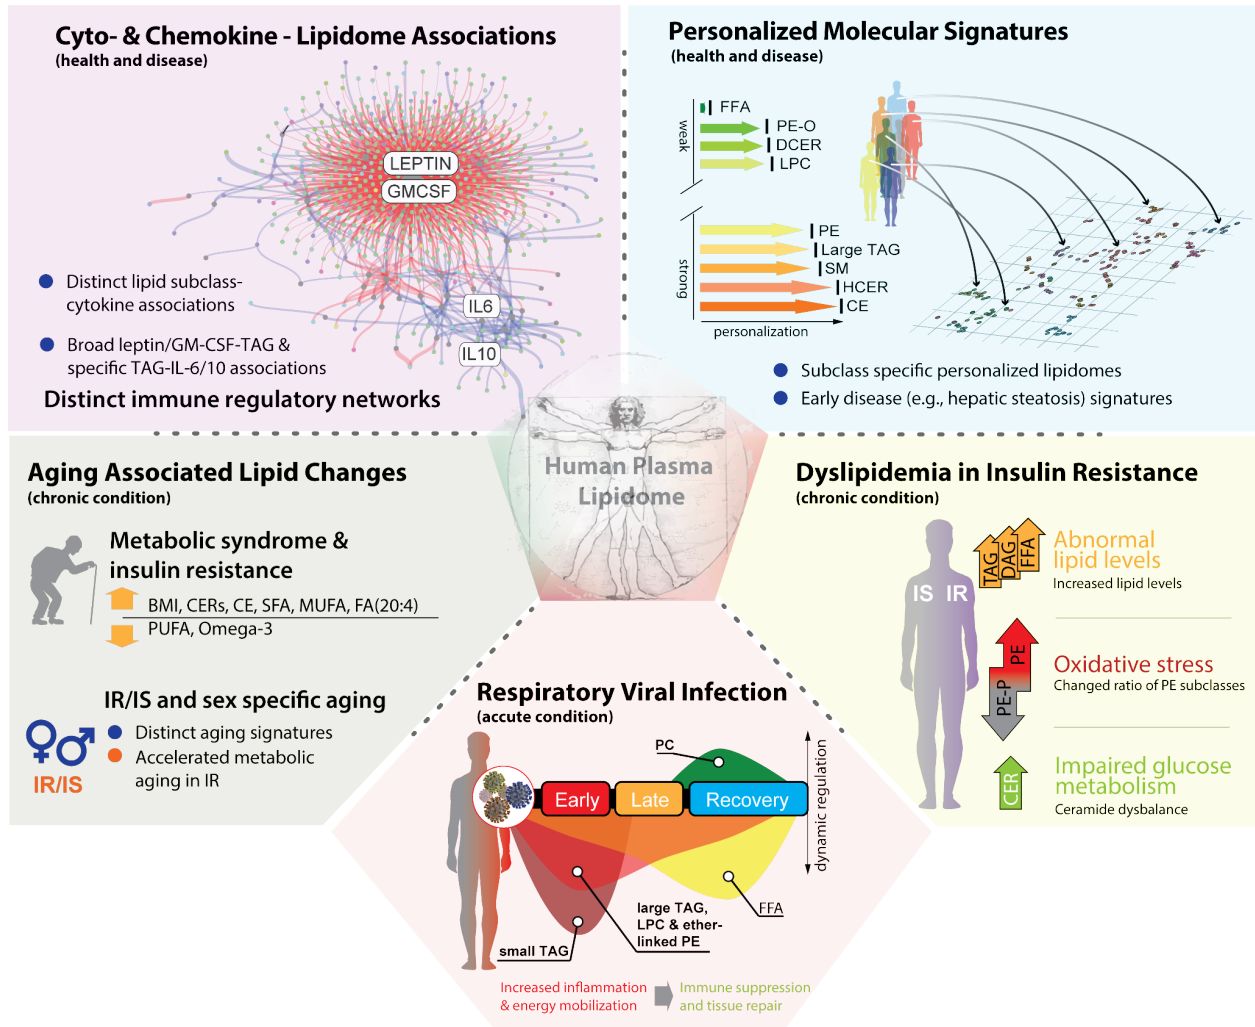 Cyto- & Chemokine - Lipidome Associations
(health and disease)
LEPTIN
GMCSF
IL6
IL10
Distinct lipid subclass-
cytokine associations
Broad leptin/GM-CSF-TAG &
specific TAG-IL-6/10 associations
Distinct immune regulatory networks
Personalized Molecular Signatures
(health and disease)
weak
FFA
PE-O
DCER
LPC
strong
PE
Large TAG
SM
HCER
CE
personalization
Subclass specific personalized lipidomes
Early disease (e.g., hepatic steatosis) signatures
Human Plasma
Lipidome
Aging Associated Lipid Changes
(chronic condition)
Metabolic syndrome &
insulin resistance
BMI, CERs, CE, SFA, MUFA, FA(20:4)
PUFA, Omega-3
IR/IS and sex specific aging
Distinct aging signatures
Accelerated metabolic
aging in IR
IR/IS
Dyslipidemia in Insulin Resistance
(chronic condition)
IS IR
TAG
DAG
FFA
Abnormal
lipid levels
Increased lipid levels
PE
PE-P
Oxidative stress
Changed ratio of PE subclasses
CER
Impaired glucose
metabolism
Ceramide dysbalance
Respiratory Viral Infection
(accute condition)
PC
Early
Late
Recovery
dynamic regulation
large TAG,
LPC & ether-
linked PE
FFA
small TAG
Increased inflammation
& energy mobilization
Immune suppression
and tissue repair